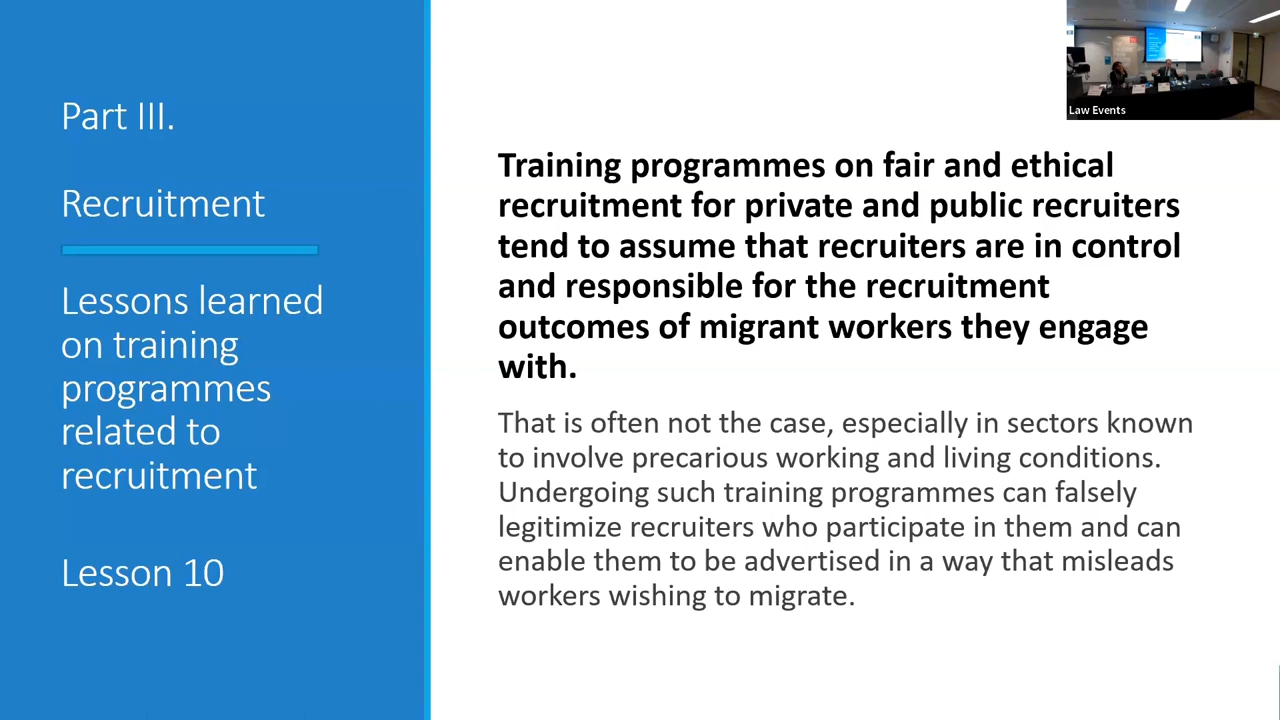 Part III.
Recruitment
Lessons learned
on training
programmes
related to
recruitment
Lesson 10
Training programmes on fair and ethical
recruitment for private and public recruiters
tend to assume that recruiters are in control
and responsible for the recruitment
outcomes of migrant workers they engage
with.
That is often not the case, especially in sectors known
to involve precarious working and living conditions.
Undergoing such training programmes can falsely
legitimize recruiters who participate in them and can
enable them to be advertised in a way that misleads
workers wishing to migrate.
Law Events